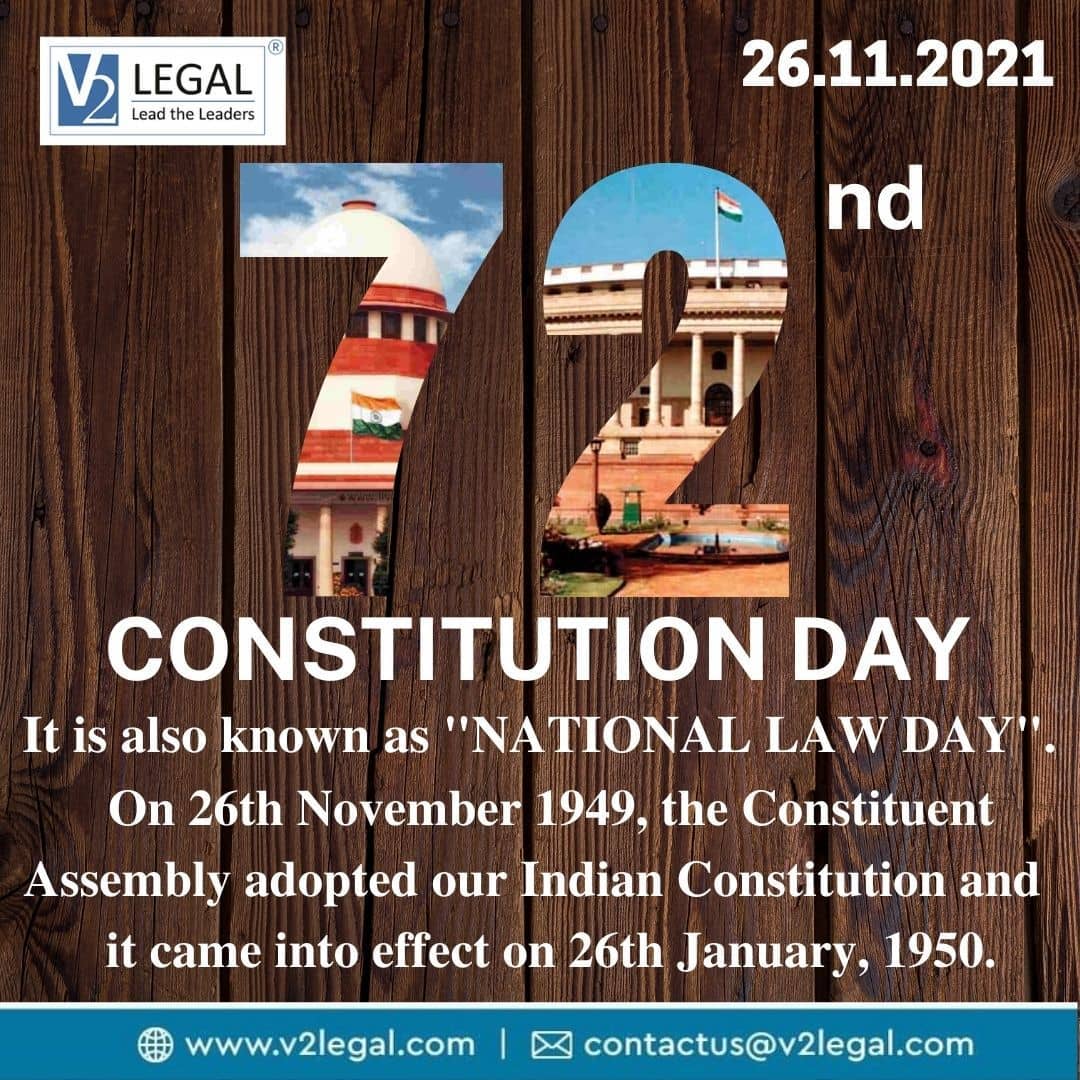 V2 LEGAL ®
Lead the Leaders
26.11.2021
72nd
CONSTITUTION DAY
It is also known as "NATIONAL LAW DAY".
On 26th November 1949, the Constituent
Assembly adopted our Indian Constitution and
it came into effect on 26th January, 1950.
www.v2legal.com | contactus@v2legal.com